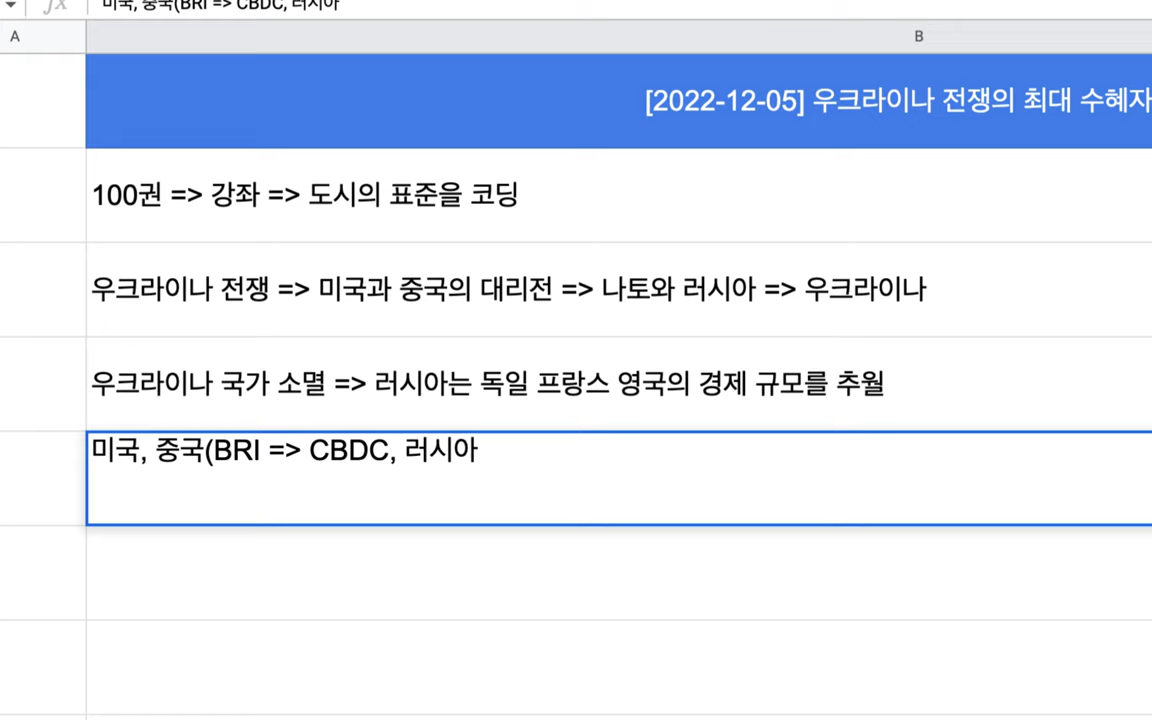 미국, 중국(BRI => CBDC, 러시아
A
B
[2022-12-05] 우크라이나 전쟁의 최대 수혜자
100권 => 강좌 => 도시의 표준을 코딩
우크라이나 전쟁 => 미국과 중국의 대리전 => 나토와 러시아 => 우크라이나
우크라이나 국가 소멸 => 러시아는 독일 프랑스 영국의 경제 규모를 추월
미국, 중국(BRI => CBDC, 러시아